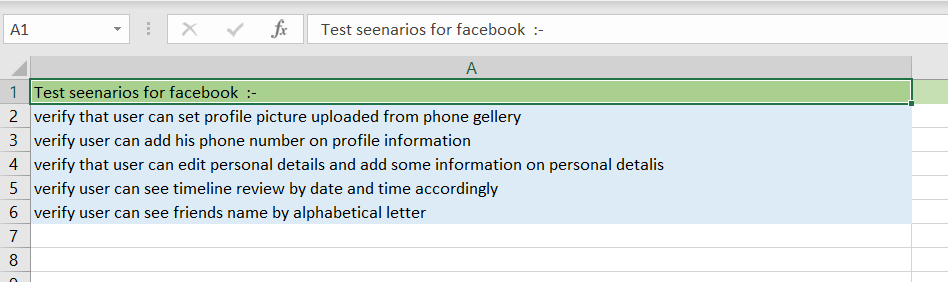 A1 fx Test seenarios for facebook :-
A
1 Test seenarios for facebook :-
2 verify that user can set profile picture uploaded from phone gellery
3 verify user can add his phone number on profile information
4 verify that user can edit personal details and add some information on personal detalis
5 verify user can see timeline review by date and time accordingly
6 verify user can see friends name by alphabetical letter
7
8